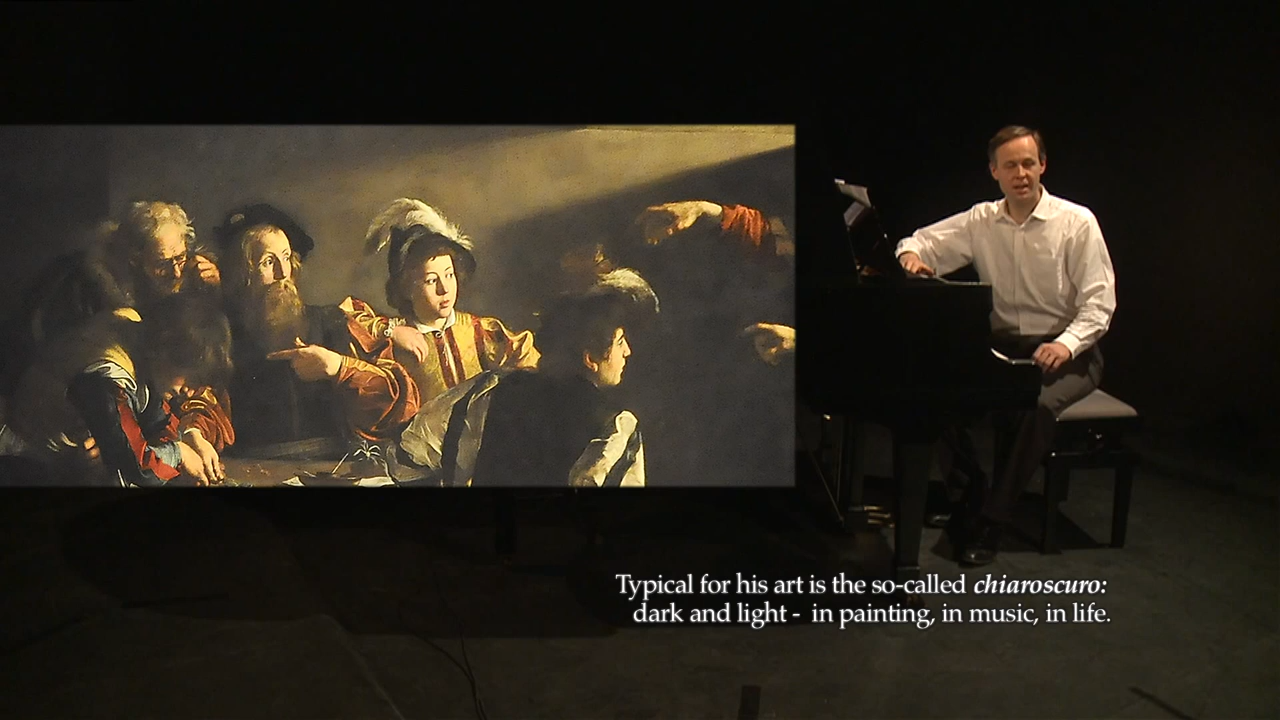 Typical for his art is the so-called chiaroscuro:
dark and light - in painting, in music, in life.